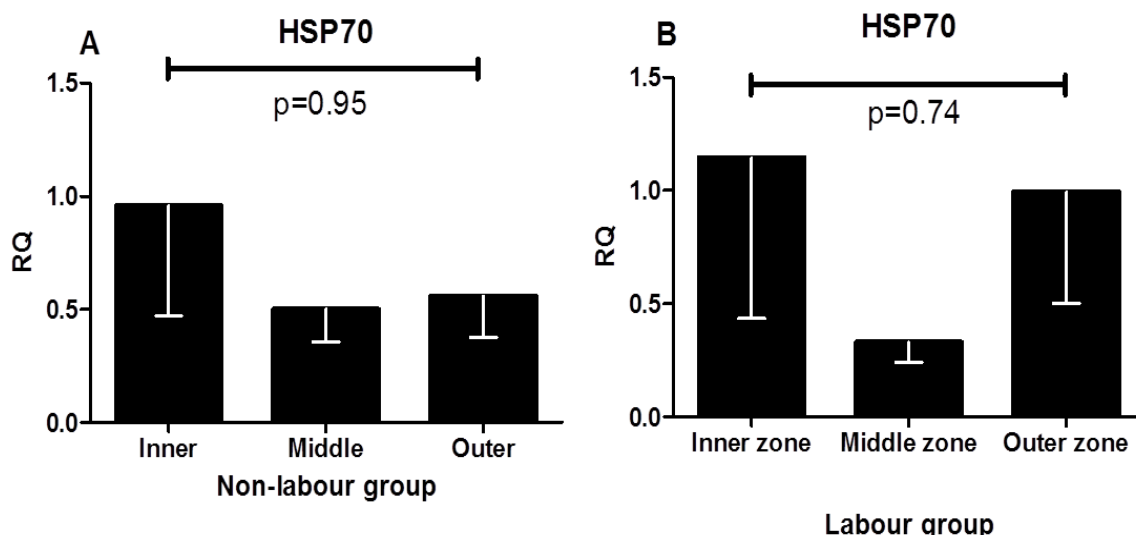 A
HSP70
p=0.95
1.5
1.0
0.5
0.0
RQ
Inner Middle Outer
Non-labour group
B
HSP70
p=0.74
1.5
1.0
0.5
0.0
RQ
Inner zone Middle zone Outer zone
Labour group